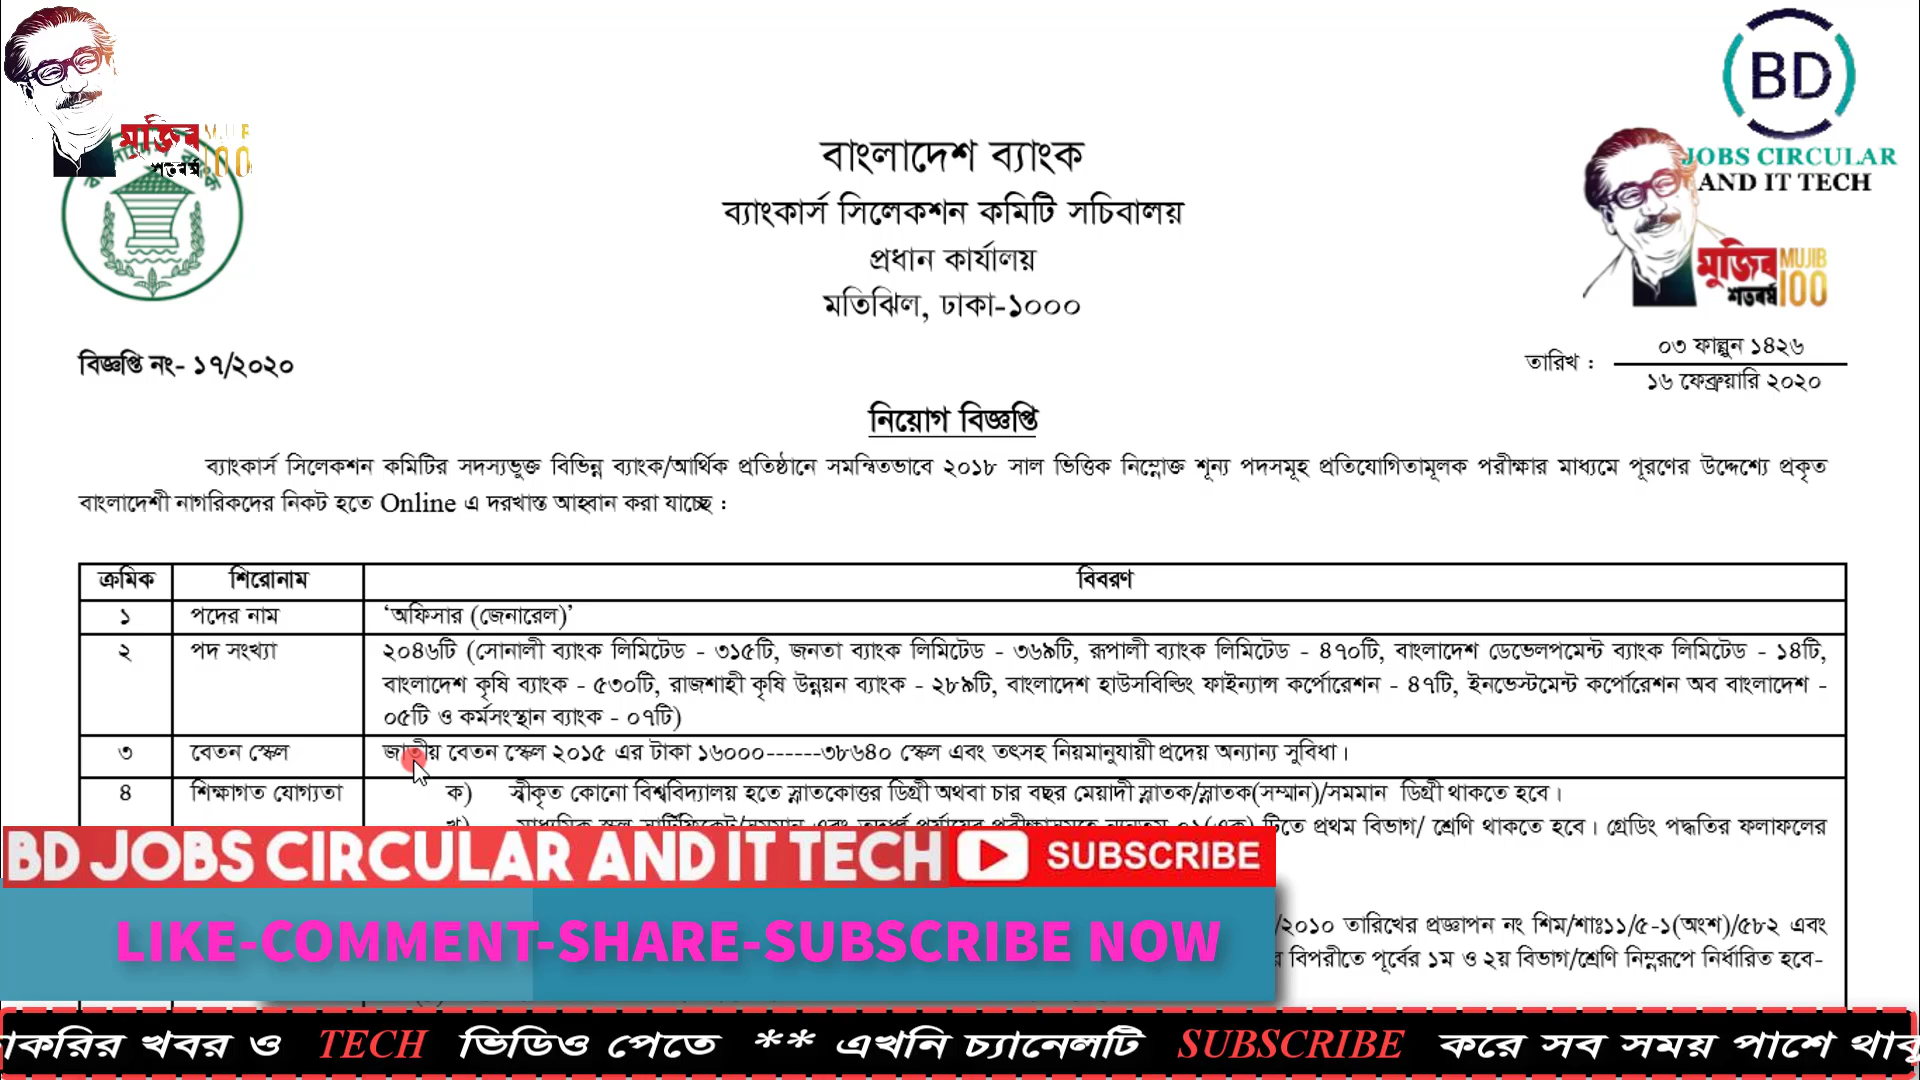 মুজিব
শতবর্ষ
100
BD
JOBS CIRCULAR
AND IT TECH
মুজিব MUJIB
শতবর্ষ 100
বাংলাদেশ ব্যাংক
ব্যাংকার্স সিলেকশন কমিটি সচিবালয়
প্রধান কার্যালয়
মতিঝিল, ঢাকা-১০০০
বিজ্ঞপ্তি নং- ১৭/২০২০
তারিখ : ০৩ ফাল্গুন ১৪২৬
১৬ ফেব্রুয়ারি ২০২০
নিয়োগ বিজ্ঞপ্তি
ব্যাংকার্স সিলেকশন কমিটির সদস্যভুক্ত বিভিন্ন ব্যাংক/আর্থিক প্রতিষ্ঠানে সমন্বিতভাবে ২০১৮ সাল ভিত্তিক নিম্নোক্ত শূন্য পদসমূহ প্রতিযোগিতামূলক পরীক্ষার মাধ্যমে পূরণের উদ্দেশ্যে প্রকৃত
বাংলাদেশী নাগরিকদের নিকট হতে Online এ দরখাস্ত আহ্বান করা যাচ্ছে :
ক্রমিক শিরোনাম বিবরণ
১ পদের নাম ‘অফিসার (জেনারেল)’
২ পদ সংখ্যা ২০৪৬টি (সোনালী ব্যাংক লিমিটেড - ৩১৫টি, জনতা ব্যাংক লিমিটেড - ৩৬৯টি, রূপালী ব্যাংক লিমিটেড - ৪৭০টি, বাংলাদেশ ডেভেলপমেন্ট ব্যাংক লিমিটেড - ১৪টি,
বাংলাদেশ কৃষি ব্যাংক - ৫৩০টি, রাজশাহী কৃষি উন্নয়ন ব্যাংক - ২৮৯টি, বাংলাদেশ হাউসবিল্ডিং ফাইন্যান্স কর্পোরেশন - ৪৭টি, ইনভেস্টমেন্ট কর্পোরেশন অব বাংলাদেশ -
০৫টি ও কর্মসংস্থান ব্যাংক - ০৭টি)
৩ বেতন স্কেল জাতীয় বেতন স্কেল ২০১৫ এর টাকা ১৬০০০------৩৮৬৪০ স্কেল এবং তৎসহ নিয়মানুযায়ী প্রদেয় অন্যান্য সুবিধা।
৪ শিক্ষাগত যোগ্যতা ক) স্বীকৃত কোনো বিশ্ববিদ্যালয় হতে স্নাতকোত্তর ডিগ্রী অথবা চার বছর মেয়াদী স্নাতক/স্নাতক(সম্মান)/সমমান ডিগ্রী থাকতে হবে।
টিতে প্রথম বিভাগ/ শ্রেণি থাকতে হবে। গ্রেডিং পদ্ধতির ফলাফলের
BD JOBS CIRCULAR AND IT TECH SUBSCRIBE
/২০১০ তারিখের প্রজ্ঞাপন নং শিম/শাঃ১১/৫-১(অংশ)/৫৮২ এবং
LIKE-COMMENT-SHARE-SUBSCRIBE NOW
বিপরীতে পূর্বের ১ম ও ২য় বিভাগ/শ্রেণি নিম্নরূপে নির্ধারিত হবে-
কির খবর ও TECH ভিডিও পেতে ** এখনি চ্যানেলটি SUBSCRIBE করে সব সময় পাশে থাকু